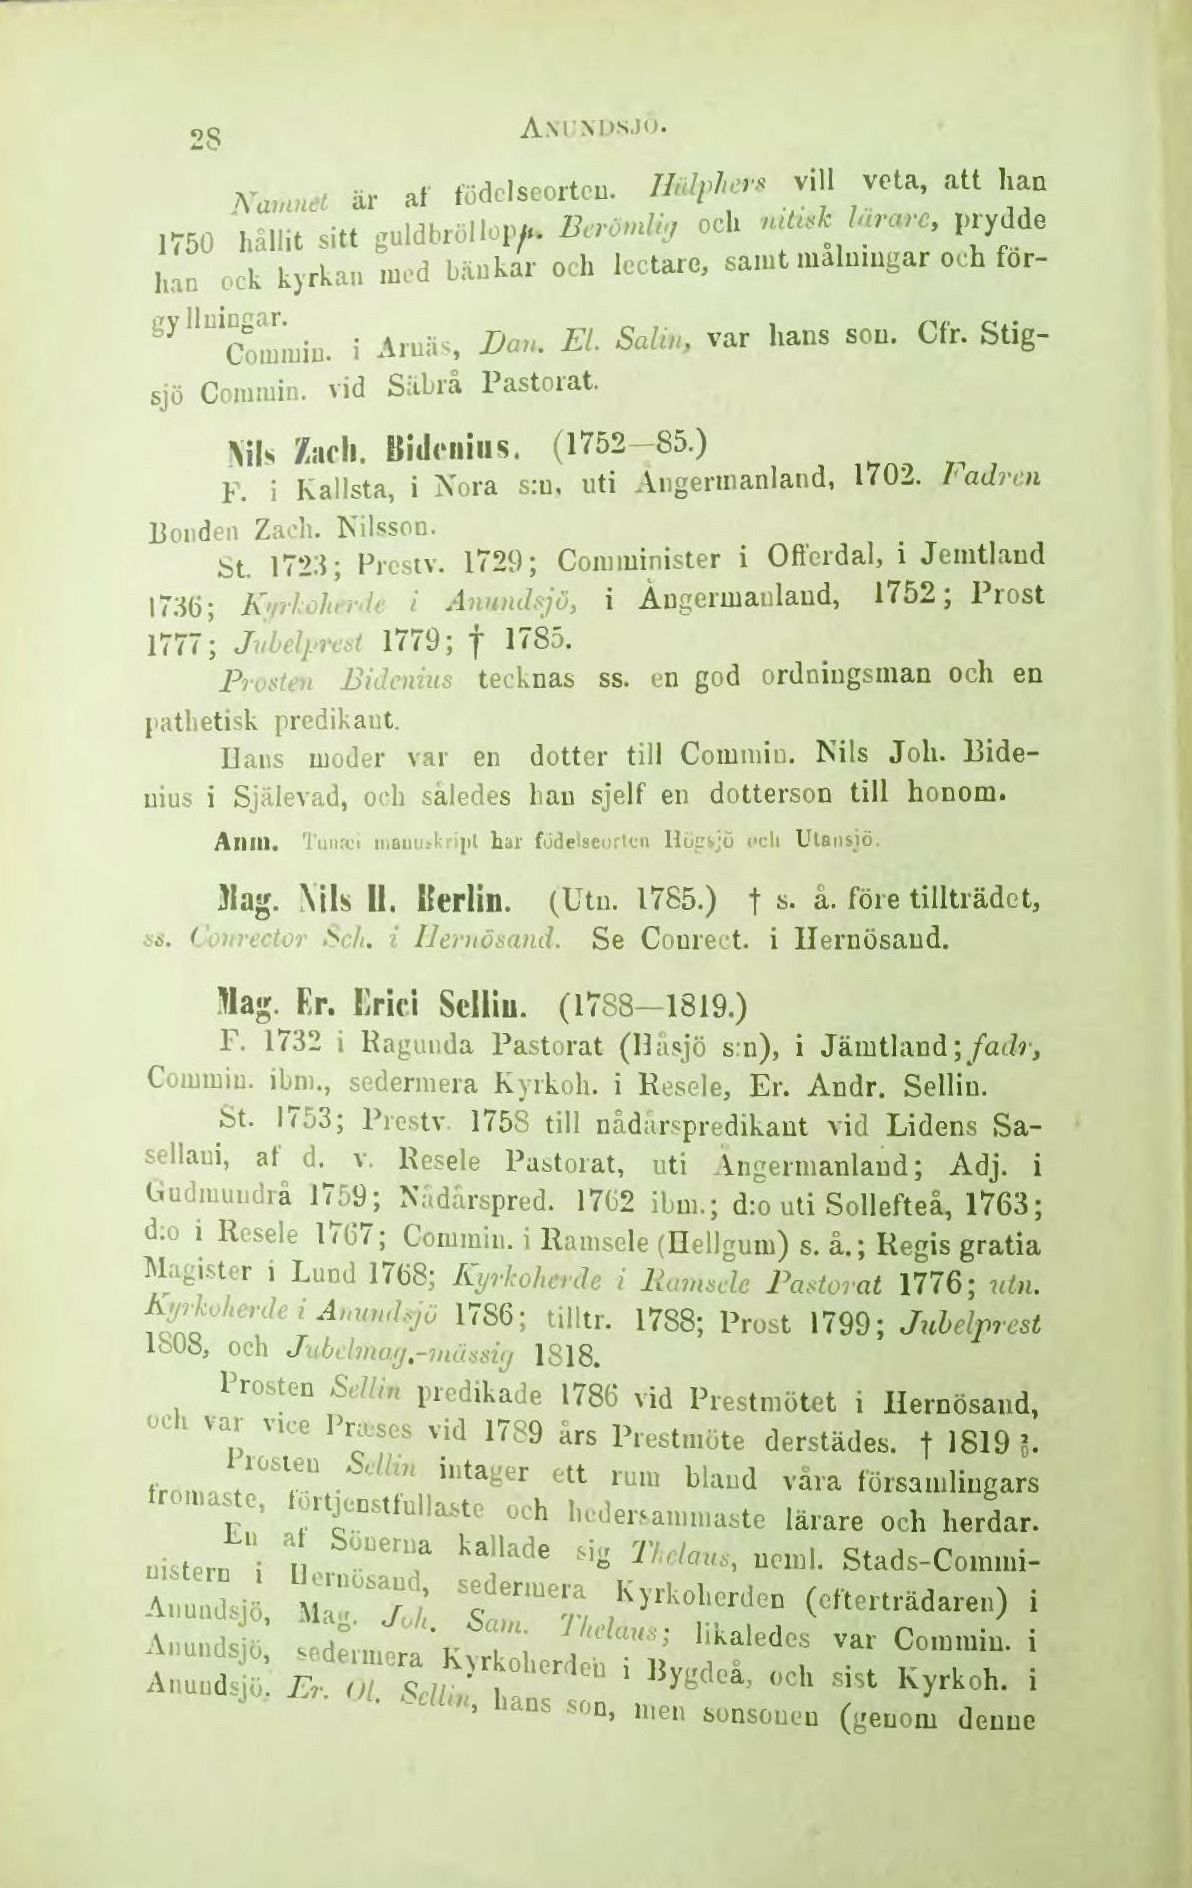 28
ANUNDSJÖ.
Namnet är af födelseorten. Hülphers vill veta, att han
1750 hållit sitt guldbröllopp. Berömlig och nitisk lärare, prydde
han ock kyrkan med bänkar och lectare, samt målningar och för-
gyllningar.
Commin. i Arnäs, Dan. El. Salin, var hans son. Cfr. Stig-
sjö Commin. vid Säbrå Pastorat.
Nils Zach. Bidenius. (1752—85.)
F. i Kallsta, i Nora s:n, uti Ångermanland, 1702. Fadren
Bonden Zach. Nilsson.
St. 1723; Prestv. 1729; Comminister i Offerdal, i Jemtland
1736; Kyrkoherde i Anundsjö, i Ångermanland, 1752; Prost
1777; Jubelprest 1779; † 1785.
Prosten Bidenius tecknas ss. en god ordningsman och en
pathetisk predikant.
Hans moder var en dotter till Commin. Nils Joh. Bide-
nius i Själevad, och således han sjelf en dotterson till honom.
Anm. Tunæi manuskript har födelseorten Högsjö och Utansjö.
Mag. Nils H. Berlin. (Utn. 1785.) † s. å. före tillträdet,
ss. Conrector Sch. i Hernösand. Se Conrect. i Hernösand.
Mag. Er. Erici Sellin. (1788—1819.)
F. 1732 i Ragunda Pastorat (Håsjö s:n), i Jämtland; fadr,
Commin. ibm., sedermera Kyrkoh. i Resele, Er. Andr. Sellin.
St. 1753; Prestv. 1758 till nådårspredikant vid Lidens Sa-
sellani, af d. v. Resele Pastorat, uti Ångermanland; Adj. i
Gudmundrå 1759; Nådårspred. 1762 ibm.; d:o uti Sollefteå, 1763;
d:o i Resele 1767; Commin. i Ramsele (Hellgum) s. å.; Regis gratia
Magister i Lund 1768; Kyrkoherde i Ramsele Pastorat 1776; utn.
Kyrkoherde i Anundsjö 1786; tilltr. 1788; Prost 1799; Jubelprest
1808, och Jubelmag.-mässig 1818.
Prosten Sellin predikade 1786 vid Prestmötet i Hernösand,
och var vice Præses vid 1789 års Prestmöte derstädes. † 1819
Prosten Sellin intager ett rum bland våra församlingars
fromaste, förtjenstfullaste och hedersammaste lärare och herdar.
En af Sönerna kallade sig Thelaus, neml. Stads-Commi-
nistern i Hernösand, sedermera Kyrkoherden (efterträdaren) i
Anundsjö, Mag. Joh. Sam. Thelaus; likaledes var Commin. i
Anundsjö, sedermera Kyrkoherden i Bygdeå, och sist Kyrkoh. i
Anundsjö. Er. Ol. Sellin, hans son, men sonsonen (genom denne